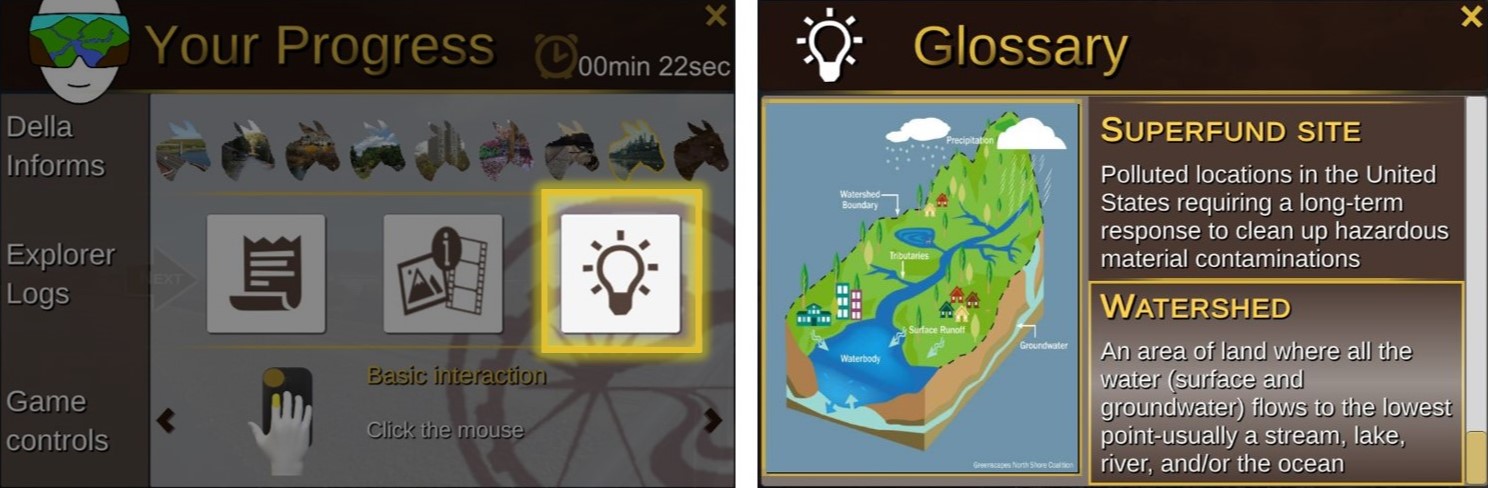 Your Progress
00min 22sec
Della
Informs
Explorer
Logs
NEXT
Game
controls
Basic interaction
Click the mouse
Glossary
Precipitation
Watershed
Boundary
Tributaries
Surface Runoff
Groundwater
Waterbody
Greenscapes North Shore Coalition
SUPERFUND SITE
Polluted locations in the United
States requiring a long-term
response to clean up hazardous
material contaminations
WATERSHED
An area of land where all the
water (surface and
groundwater) flows to the lowest
point-usually a stream, lake,
river, and/or the ocean